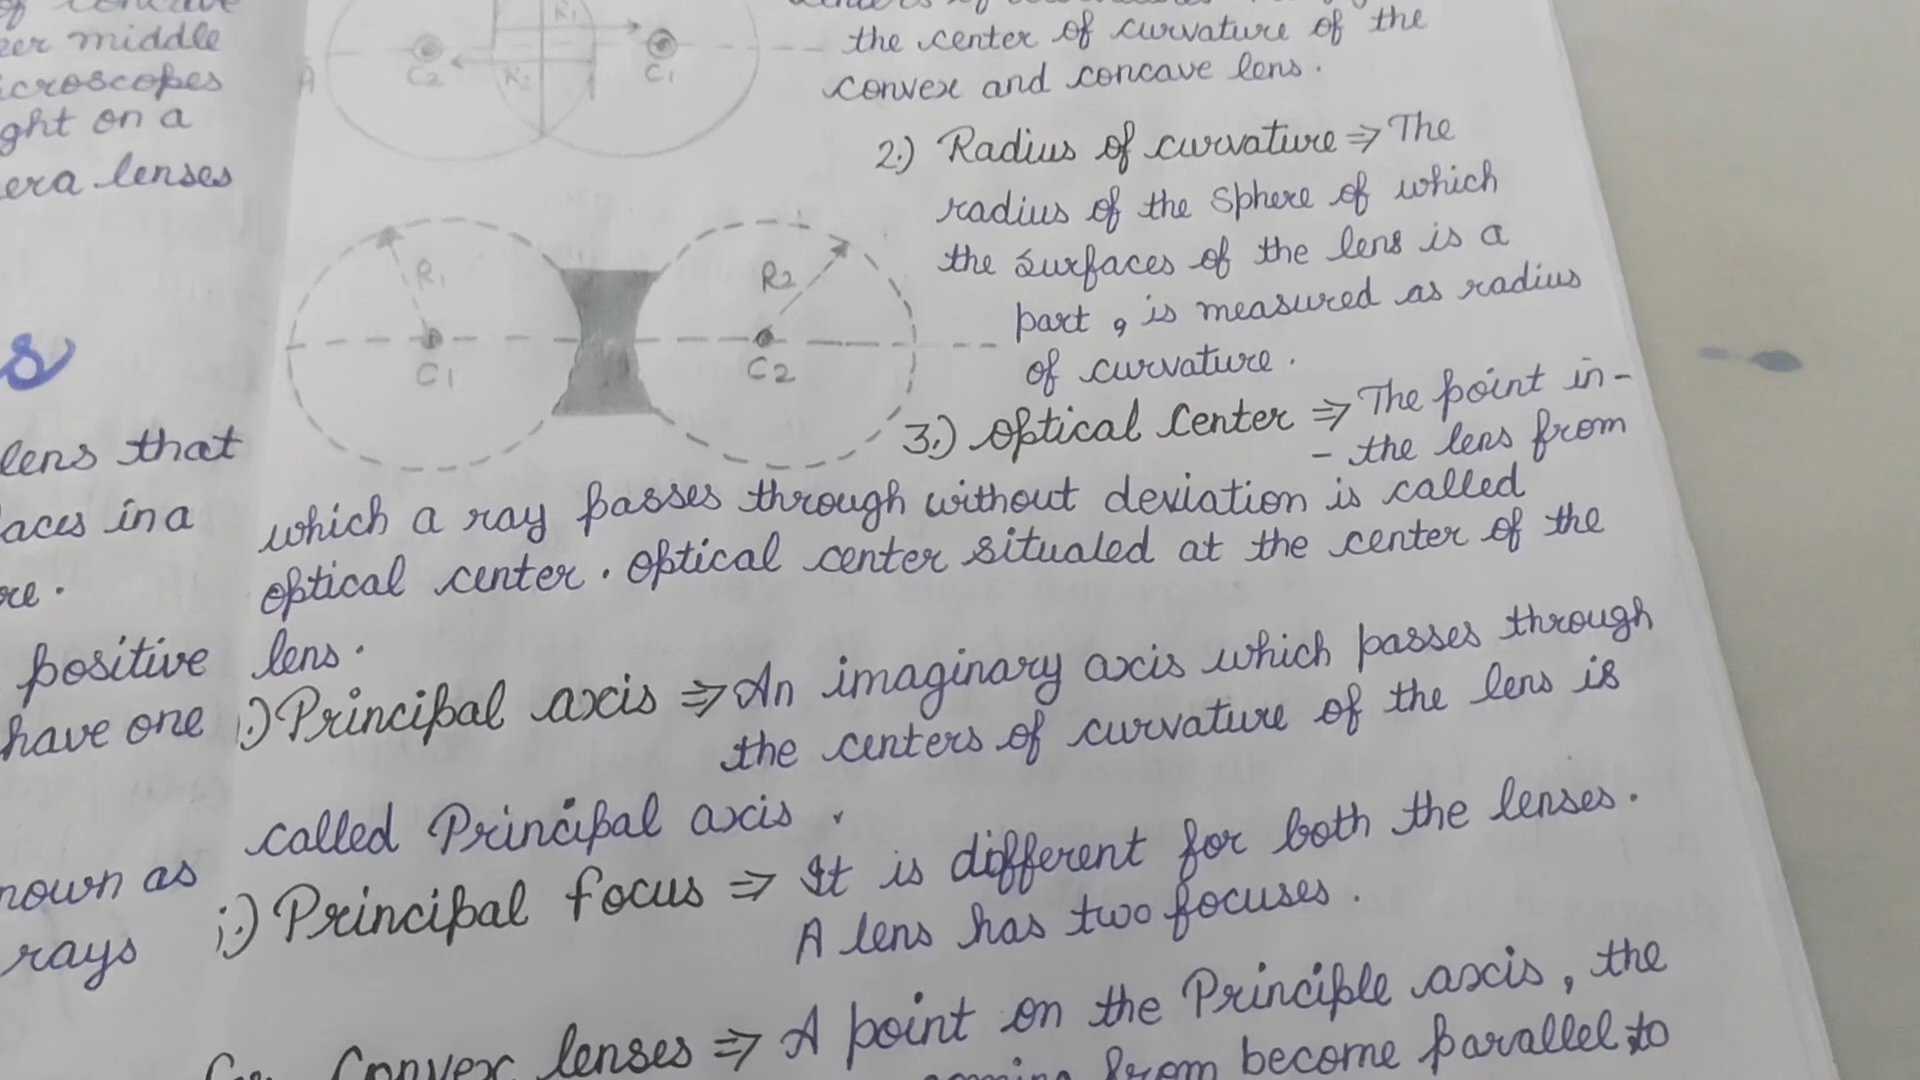 zer middle
icroscopes
ght on a
era lenses
s
lens that
aces in a
re.
positive
have one
nown as
rays
R1
C2
R2
C1
A
the center of curvature of the
convex and concave lens.
2.) Radius of curvature ⇒ The
radius of the sphere of which
the surfaces of the lens is a
part, is measured as radius
of curvature.
R1
C1
R2
C2
3.) Optical Center ⇒ The point in-
- the lens from
which a ray passes through without deviation is called
optical center. Optical center situated at the center of the
lens.
i.) Principal axis ⇒ An imaginary axis which passes through
the centers of curvature of the lens is
called Principal axis.
i.) Principal focus ⇒ It is different for both the lenses.
A lens has two focuses.
For Convex lenses ⇒ A point on the Principle axis, the
from become parallel to